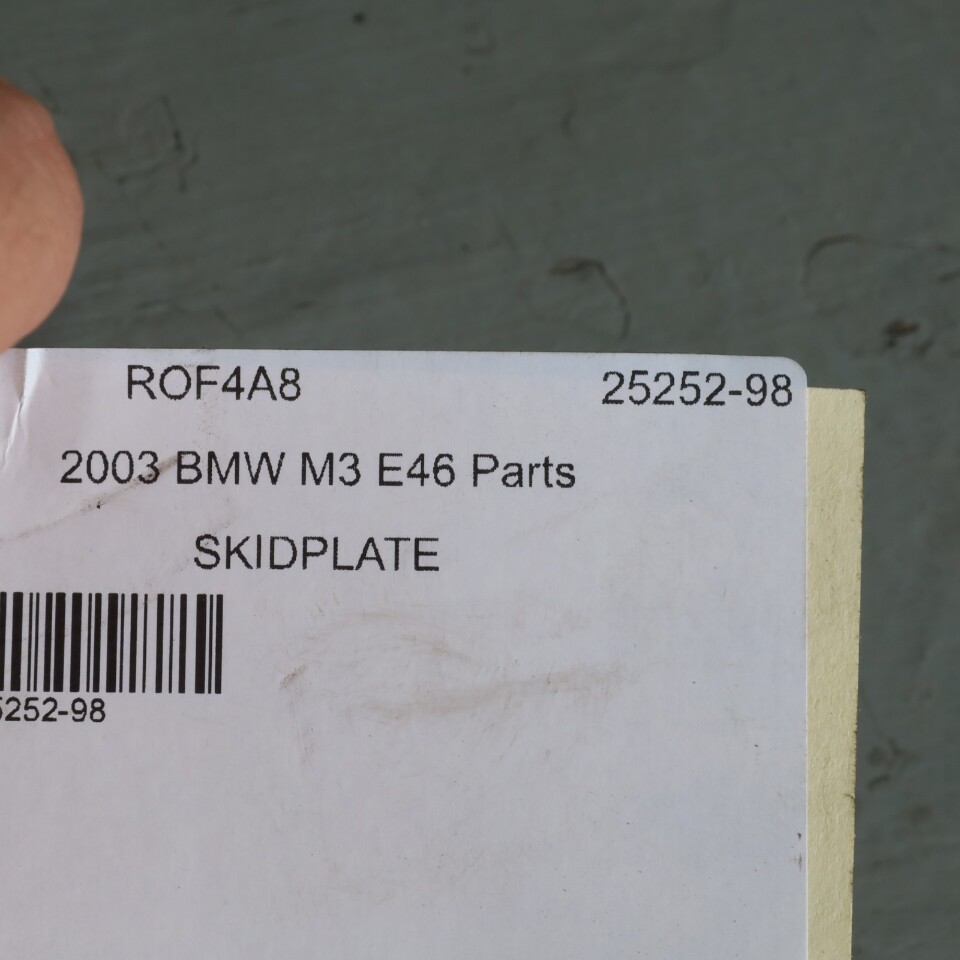 ROF4A8 25252-98
2003 BMW M3 E46 Parts
SKIDPLATE
5252-98